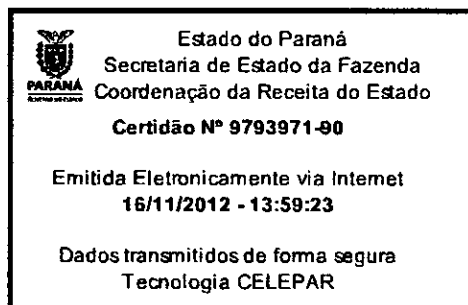 Estado do Paraná
Secretaria de Estado da Fazenda
PARANÁ
Coordenação da Receita do Estado
Certidão Nº 9793971-90
Emitida Eletronicamente via Internet
16/11/2012 - 13:59:23
Dados transmitidos de forma segura
Tecnologia CELEPAR